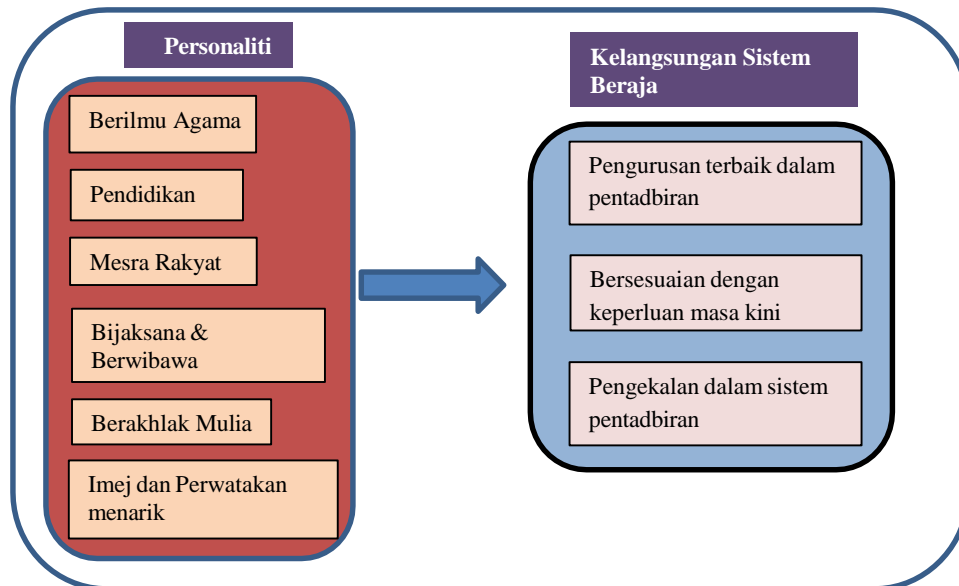 Personaliti
Berilmu Agama
Pendidikan
Mesra Rakyat
Bijaksana &
Berwibawa
Berakhlak Mulia
Imej dan Perwatakan
menarik
Kelangsungan Sistem
Beraja
Pengurusan terbaik dalam
pentadbiran
Bersesuaian dengan
keperluan masa kini
Pengekalan dalam sistem
pentadbiran